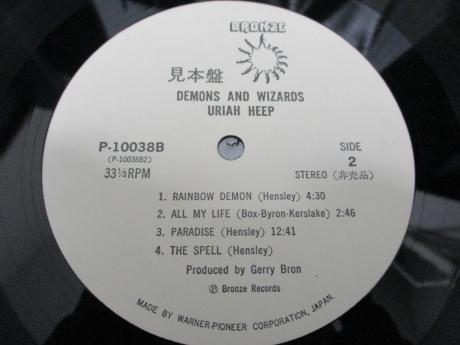 BRONZE
見本盤
DEMONS AND WIZARDS
URIAH HEEP
P-10038B
(P-10038B2)
33⅓RPM
SIDE
2
STEREO (非売品)
1. RAINBOW DEMON (Hensley) 4:30
2. ALL MY LIFE (Box-Byron-Kerslake) 2:46
3. PARADISE (Hensley) 12:41
4. THE SPELL (Hensley)
Produced by Gerry Bron
Ⓟ Bronze Records
MADE BY WARNER-PIONEER CORPORATION, JAPAN.